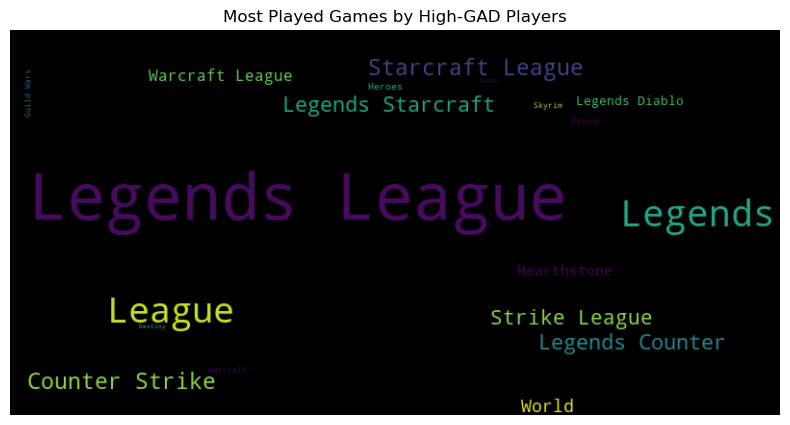 Most Played Games by High-GAD Players
Starcraft League
Warcraft League
Guild Wars
Heroes
Legends Starcraft
Skyrim
Legends Diablo
Storm
Legends League
Legends
Hearthstone
League
Destiny
Strike League
Legends Counter
Warcraft
Counter Strike
World